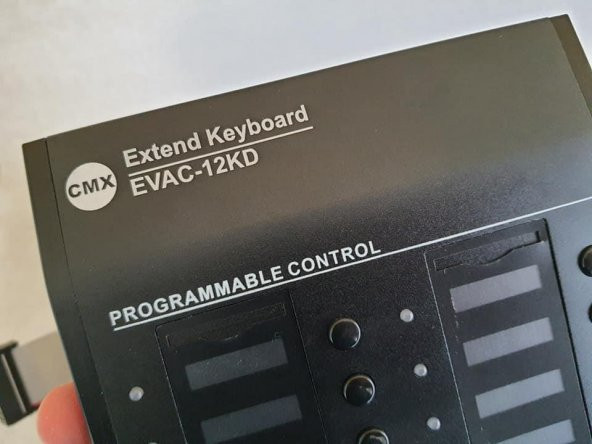 CMX
Extend Keyboard
EVAC-12KD
PROGRAMMABLE CONTROL